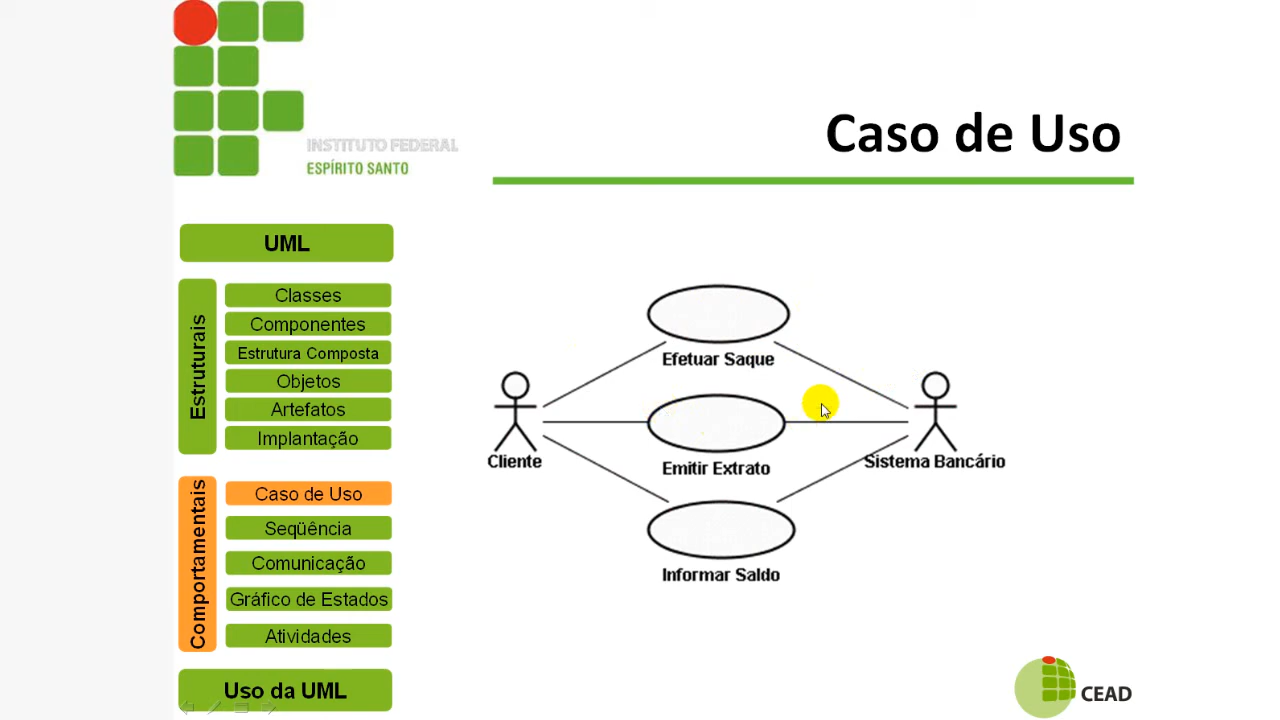 INSTITUTO FEDERAL
ESPÍRITO SANTO
Caso de Uso
UML
Estruturais
Classes
Componentes
Estrutura Composta
Objetos
Artefatos
Implantação
Comportamentais
Caso de Uso
Seqüência
Comunicação
Gráfico de Estados
Atividades
Uso da UML
Efetuar Saque
Cliente
Emitir Extrato
Sistema Bancário
Informar Saldo
CEAD